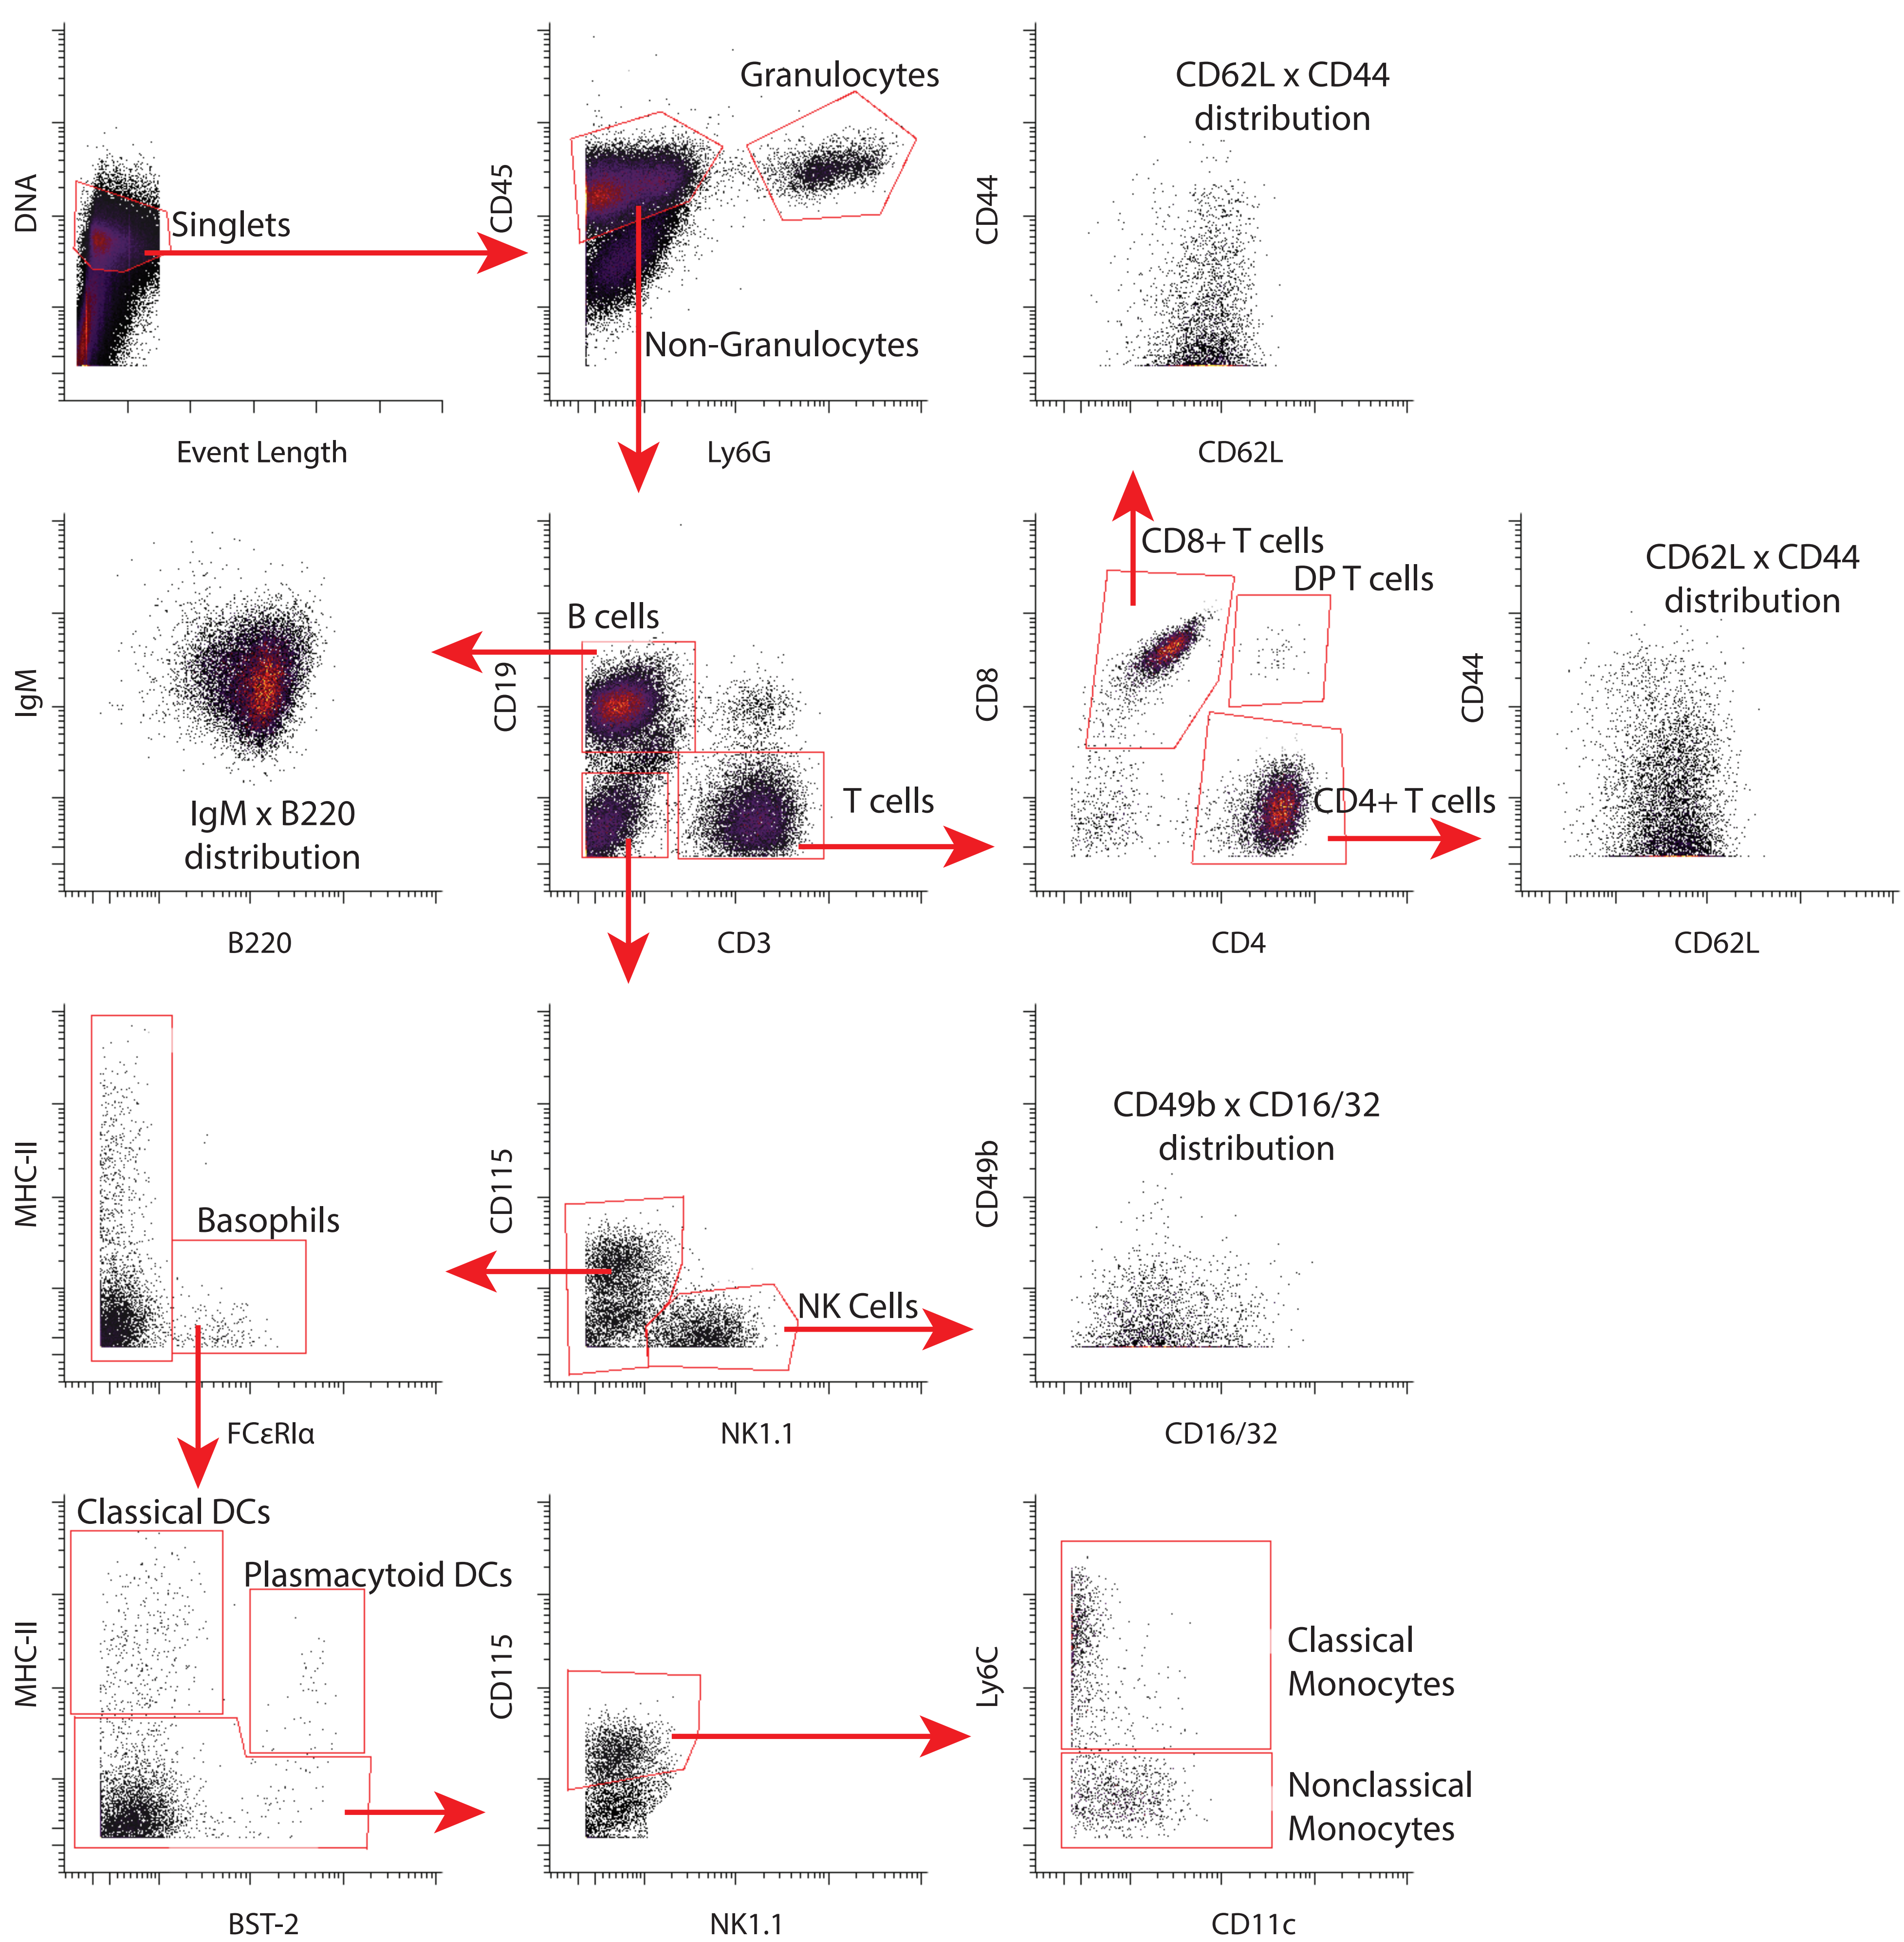 DNA
Singlets
Event Length
CD45
Granulocytes
Non-Granulocytes
Ly6G
CD44
CD62L x CD44
distribution
CD62L
IgM
IgM x B220
distribution
B220
CD19
B cells
T cells
CD3
CD8
CD8+ T cells
DP T cells
CD4+ T cells
CD4
CD44
CD62L x CD44
distribution
CD62L
MHC-II
Basophils
FCεRIα
CD115
NK Cells
NK1.1
CD49b
CD49b x CD16/32
distribution
CD16/32
MHC-II
Classical DCs
Plasmacytoid DCs
BST-2
CD115
NK1.1
Ly6C
Classical
Monocytes
Nonclassical
Monocytes
CD11c